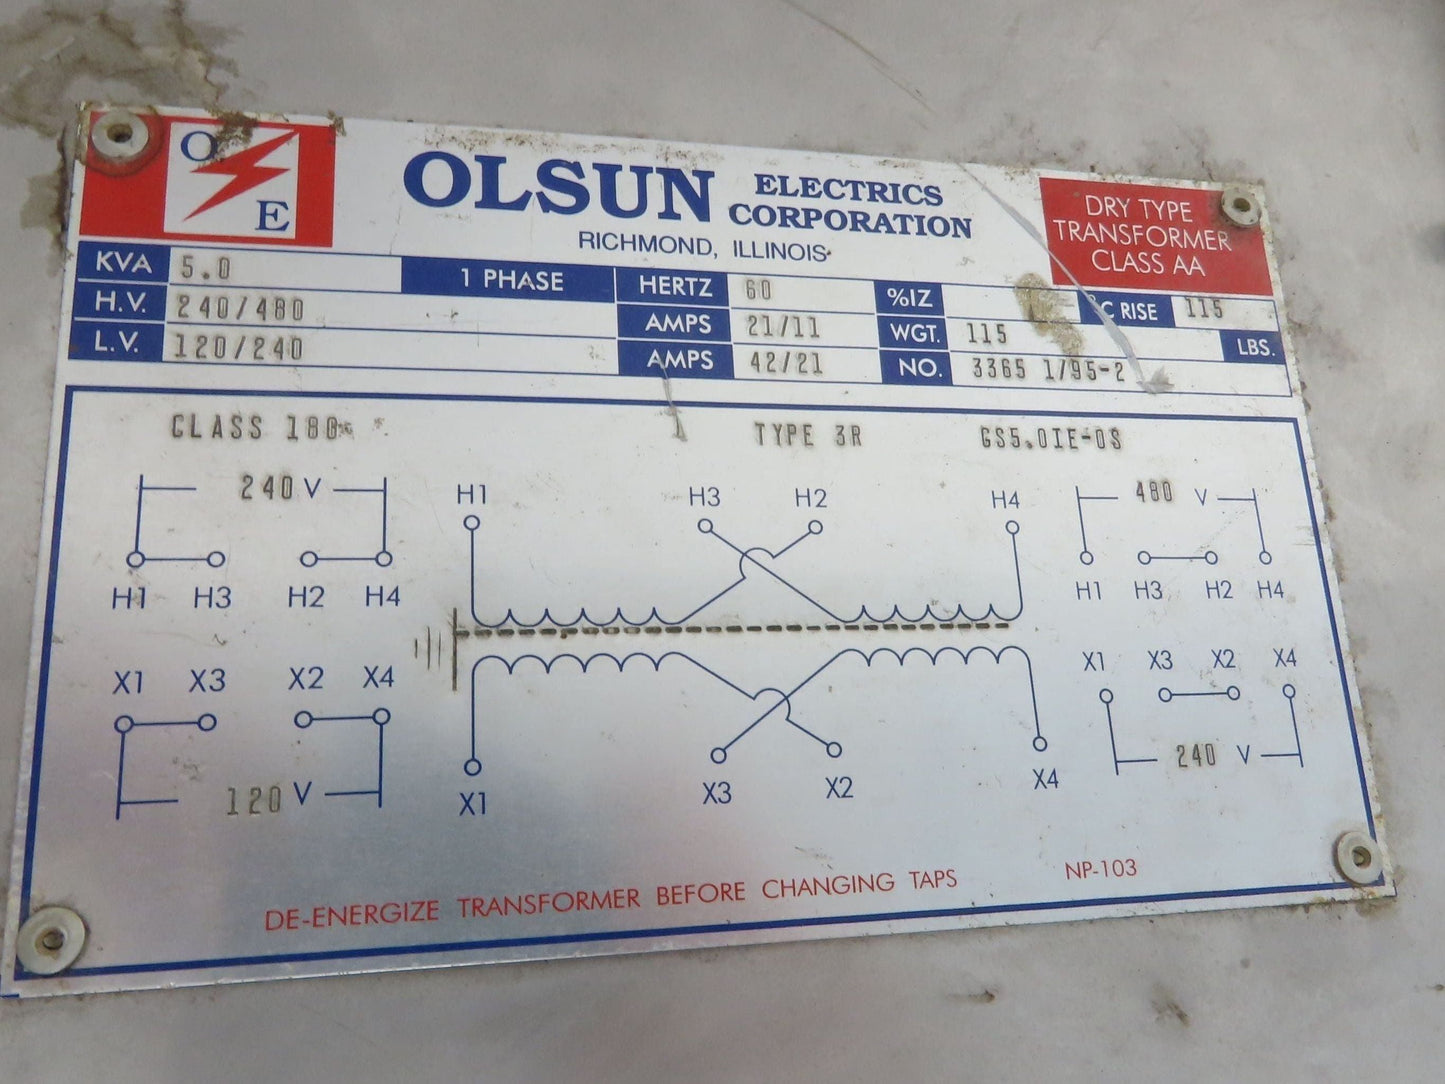 O E
OLSUN ELECTRICS CORPORATION
RICHMOND, ILLINOIS
DRY TYPE
TRANSFORMER
CLASS AA
KVA 5.0 1 PHASE HERTZ 60 %IZ °C RISE 115
H.V. 240/480 AMPS 21/11 WGT. 115 LBS.
L.V. 120/240 AMPS 42/21 NO. 3365 1/95-2
CLASS 180 TYPE 3R GS5.0IE-0S
240 V H1 H3 H2 H4 480 V
H1 H3 H2 H4 H1 H3 H2 H4
X1 X3 X2 X4 X1 X3 X2 X4
120 V X1 X3 X2 X4 240 V
DE-ENERGIZE TRANSFORMER BEFORE CHANGING TAPS NP-103